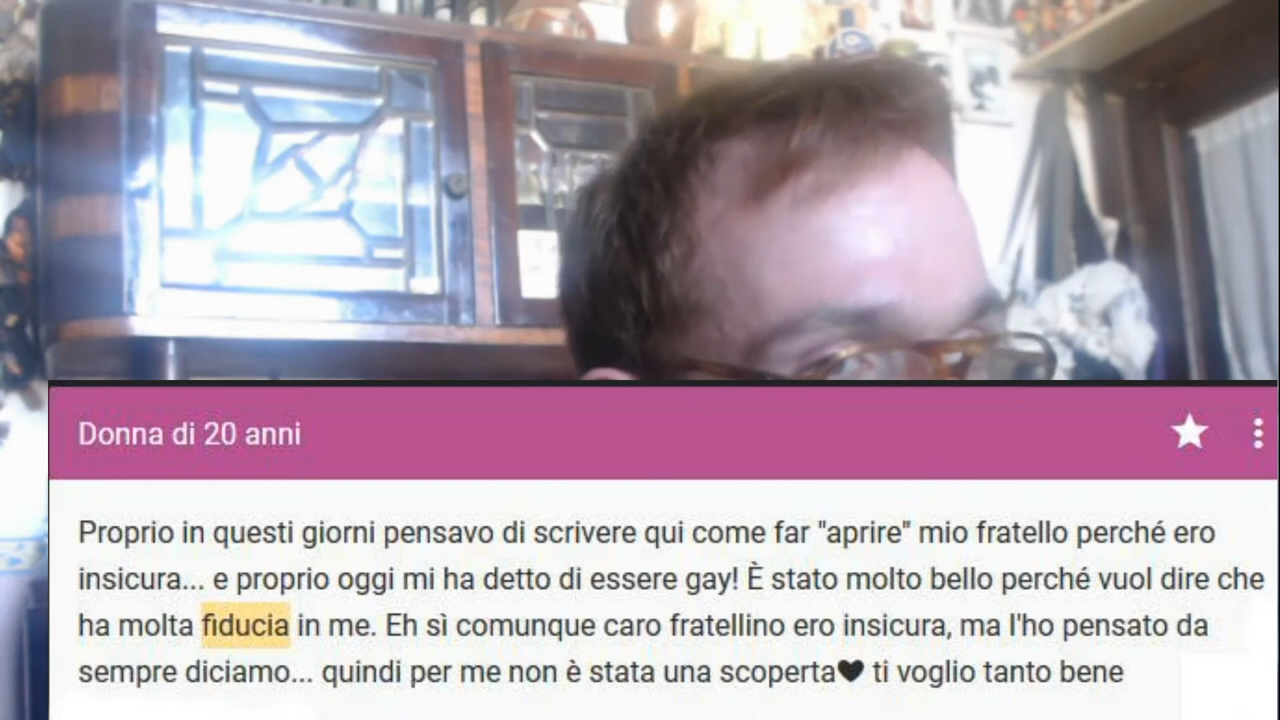 Donna di 20 anni
Proprio in questi giorni pensavo di scrivere qui come far "aprire" mio fratello perché ero
insicura... e proprio oggi mi ha detto di essere gay! È stato molto bello perché vuol dire che
ha molta fiducia in me. Eh sì comunque caro fratellino ero insicura, ma l'ho pensato da
sempre diciamo... quindi per me non è stata una scoperta♥ ti voglio tanto bene